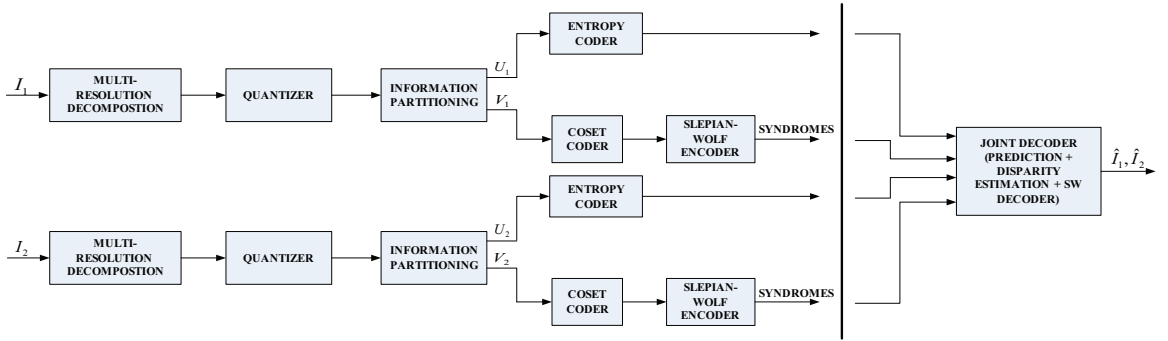 I₁
MULTI-
RESOLUTION
DECOMPOSTION
QUANTIZER
INFORMATION
PARTITIONING
U₁
V₁
ENTROPY
CODER
COSET
CODER
SLEPIAN-
WOLF
ENCODER
SYNDROMES
I₂
MULTI-
RESOLUTION
DECOMPOSTION
QUANTIZER
INFORMATION
PARTITIONING
U₂
V₂
ENTROPY
CODER
COSET
CODER
SLEPIAN-
WOLF
ENCODER
SYNDROMES
JOINT DECODER
(PREDICTION +
DISPARITY
ESTIMATION + SW
DECODER)
Î₁, Î₂